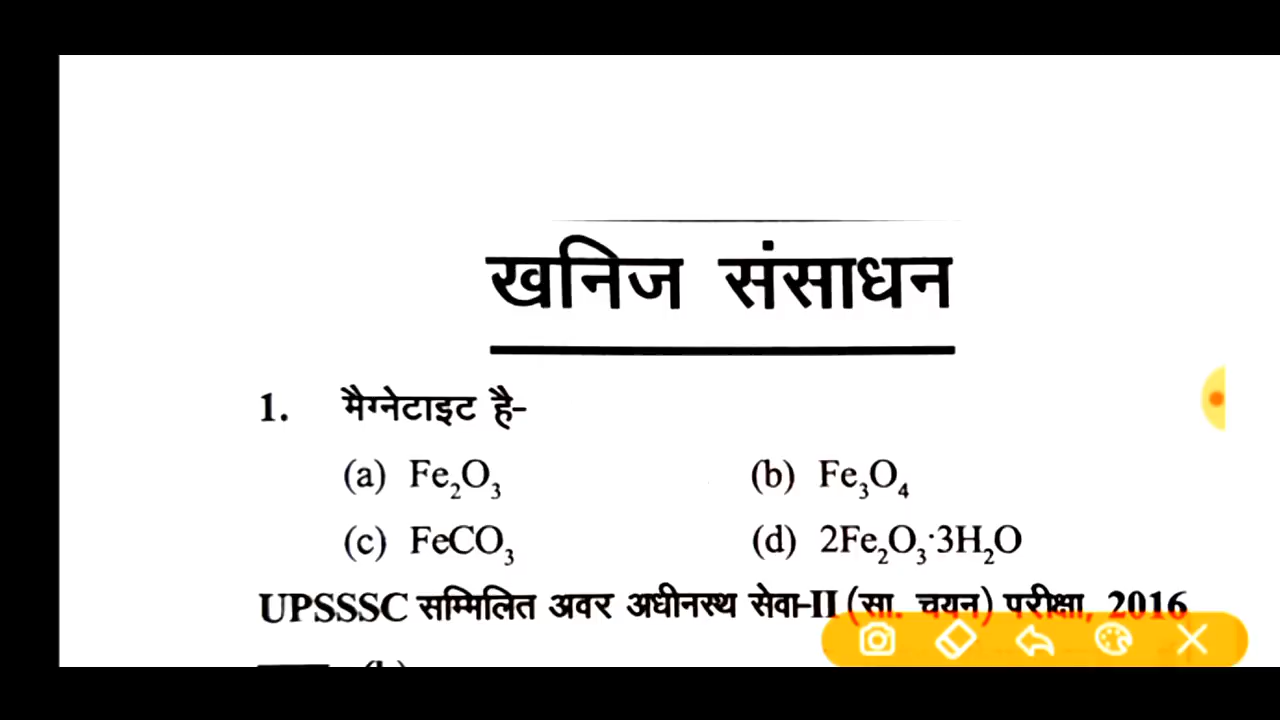 खनिज संसाधन
1. मैग्नेटाइट है-
(a) Fe₂O₃ (b) Fe₃O₄
(c) FeCO₃ (d) 2Fe₂O₃·3H₂O
UPSSSC सम्मिलित अवर अधीनस्थ सेवा-II (सा. चयन) परीक्षा, 2016